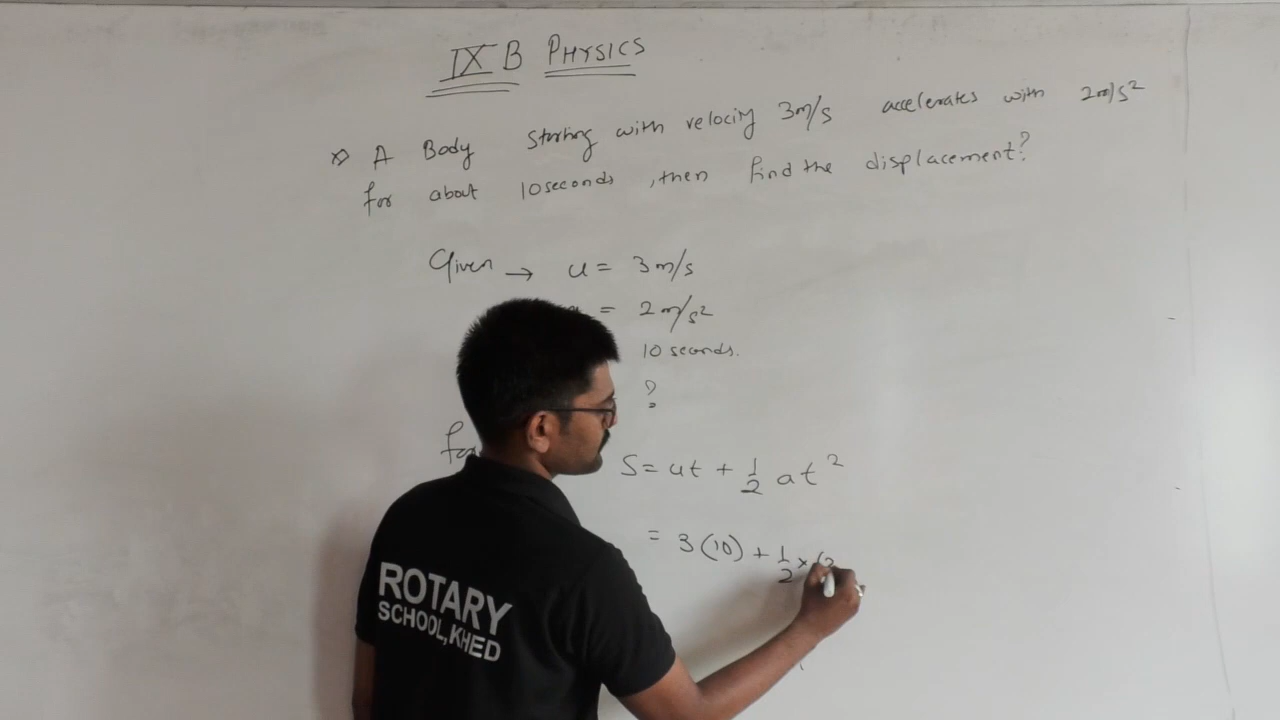 IX B PHYSICS
A Body starting with velocity 3m/s accelerates with 2m/s²
for about 10 seconds, then find the displacement?
Given → u = 3m/s
= 2m/s²
10 seconds.
?
S = ut + 1/2 at²
= 3(10) + 1/2 × (2
ROTARY
SCHOOL, KHED